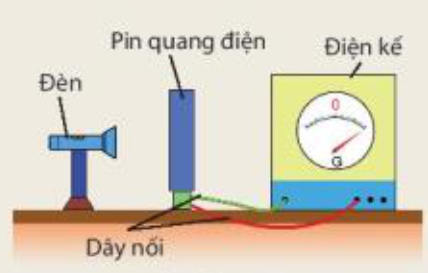 Pin quang điện
Điện kế
Đèn
0
G
Dây nối